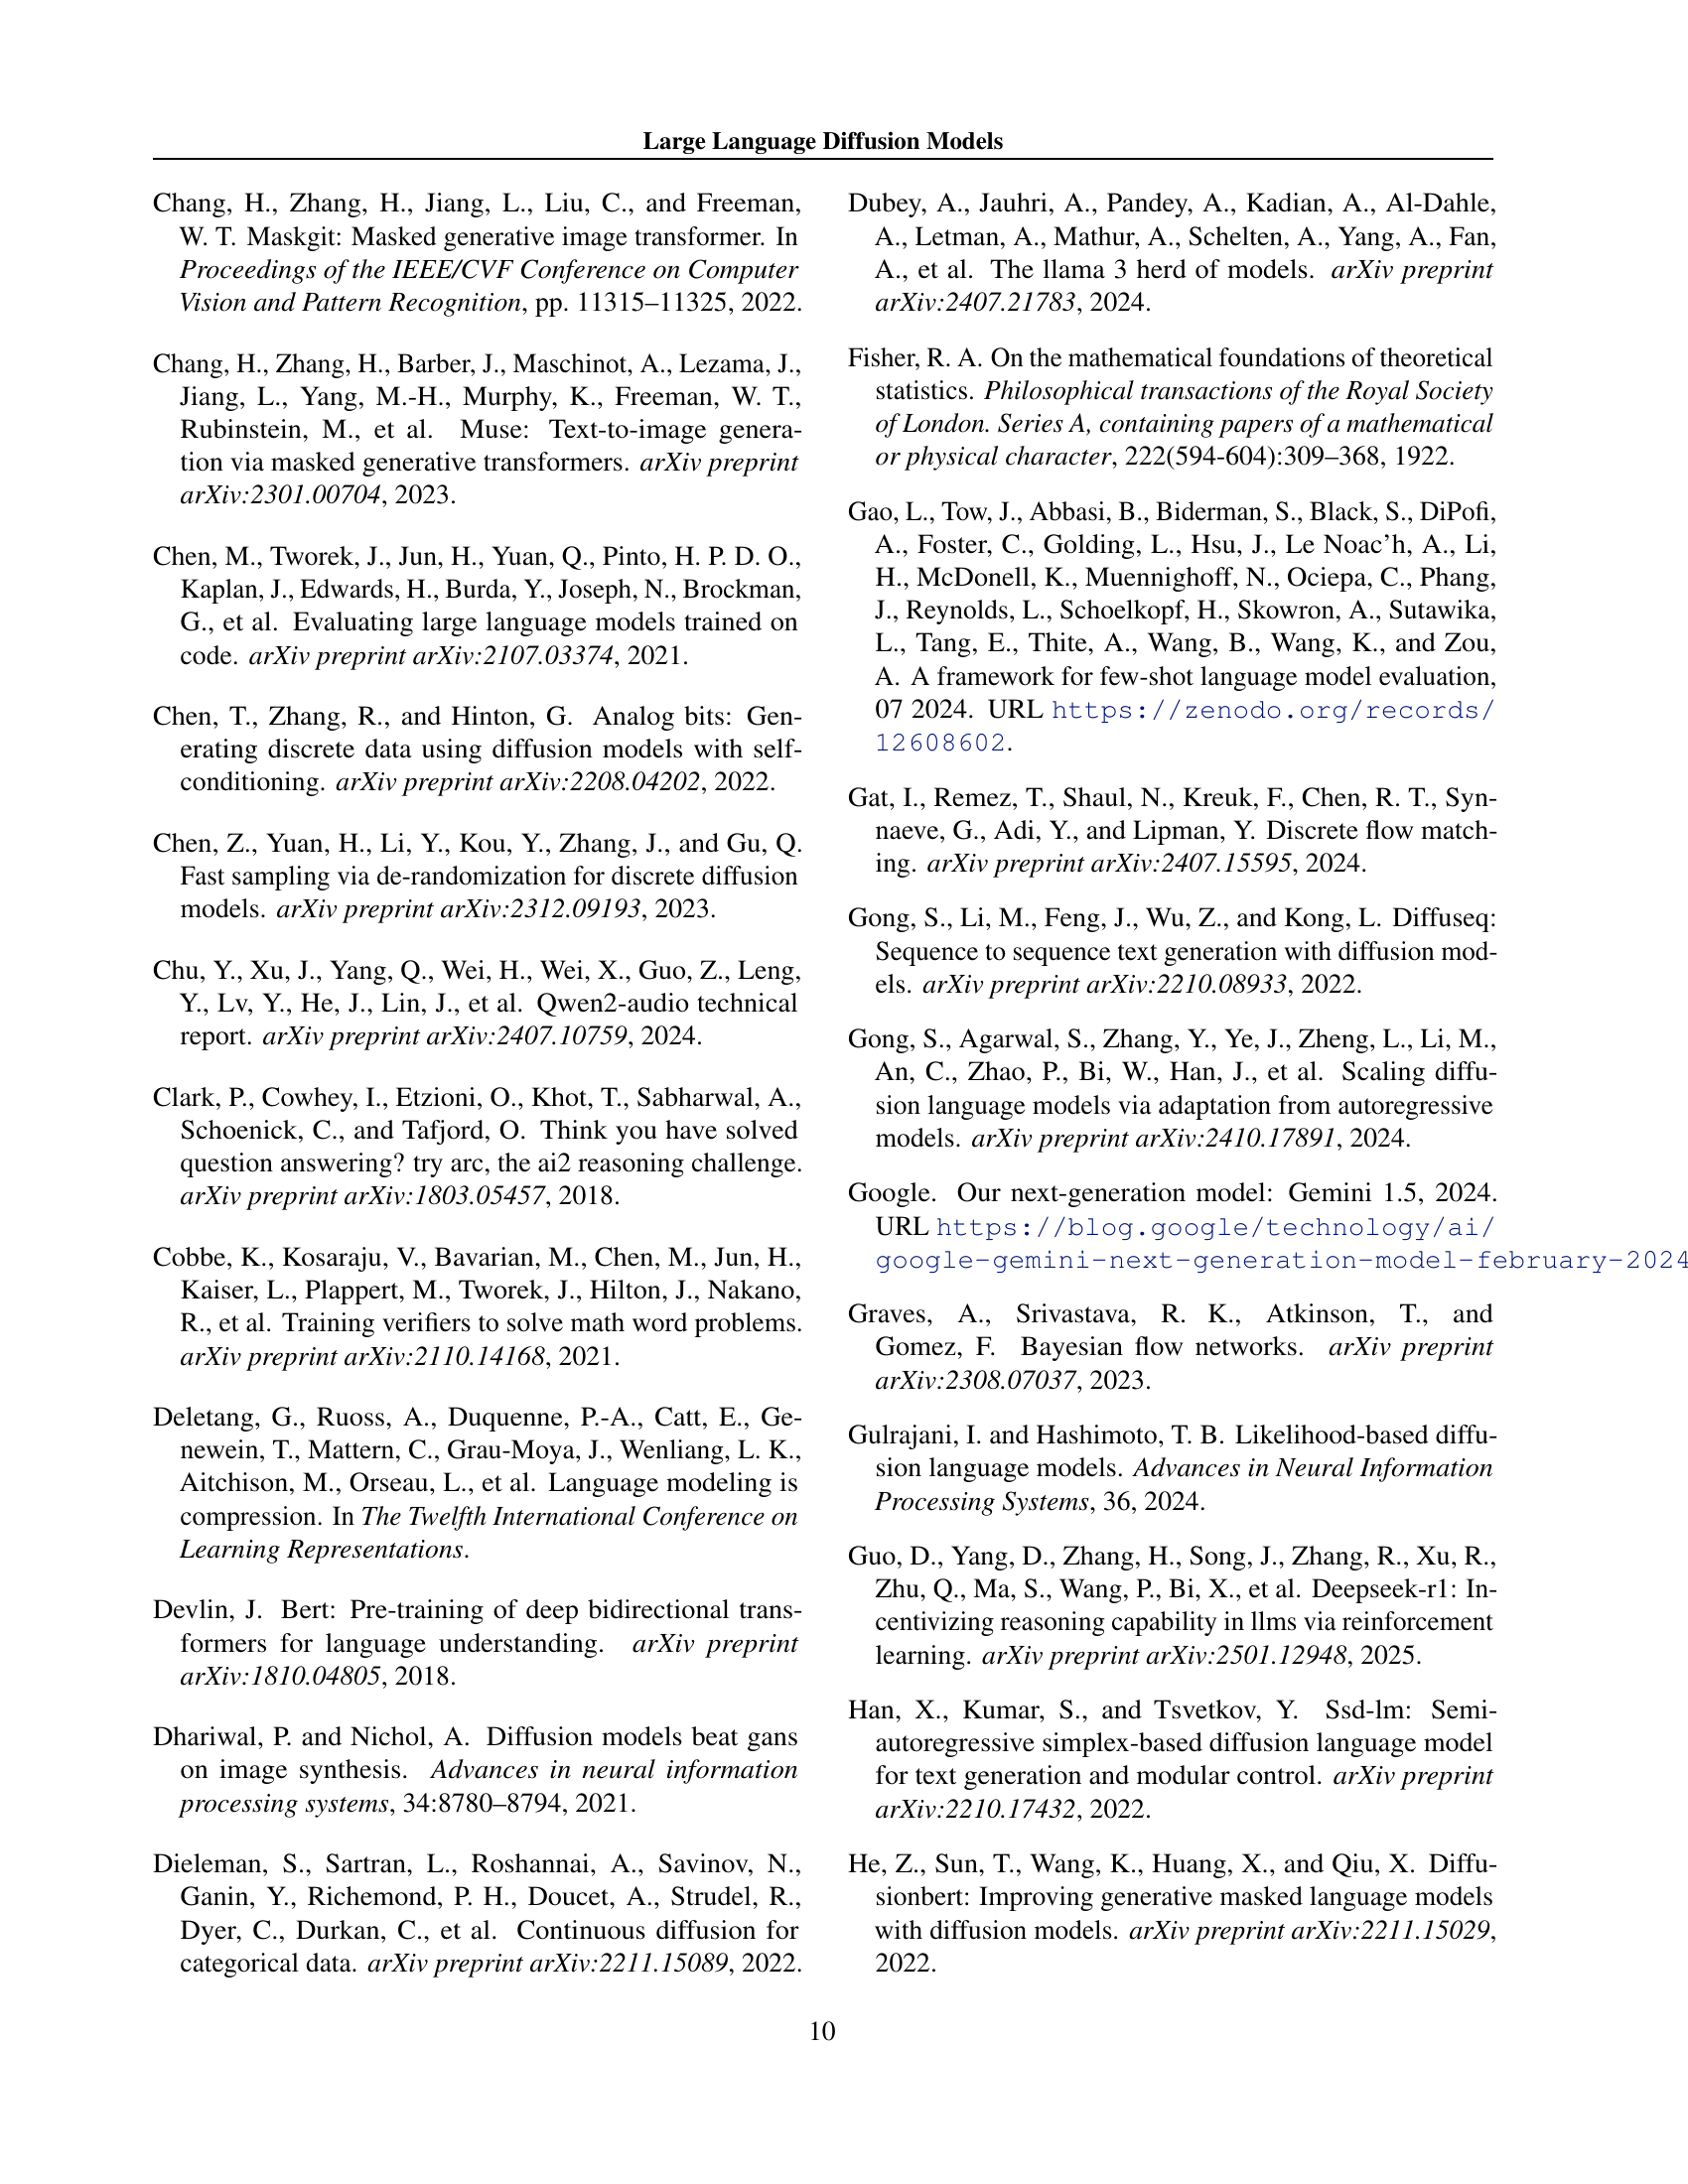 Large Language Diffusion Models
Chang, H., Zhang, H., Jiang, L., Liu, C., and Freeman,
W. T. Maskgit: Masked generative image transformer. In
Proceedings of the IEEE/CVF Conference on Computer
Vision and Pattern Recognition, pp. 11315–11325, 2022.
Chang, H., Zhang, H., Barber, J., Maschinot, A., Lezama, J.,
Jiang, L., Yang, M.-H., Murphy, K., Freeman, W. T.,
Rubinstein, M., et al. Muse: Text-to-image genera-
tion via masked generative transformers. arXiv preprint
arXiv:2301.00704, 2023.
Chen, M., Tworek, J., Jun, H., Yuan, Q., Pinto, H. P. D. O.,
Kaplan, J., Edwards, H., Burda, Y., Joseph, N., Brockman,
G., et al. Evaluating large language models trained on
code. arXiv preprint arXiv:2107.03374, 2021.
Chen, T., Zhang, R., and Hinton, G. Analog bits: Gen-
erating discrete data using diffusion models with self-
conditioning. arXiv preprint arXiv:2208.04202, 2022.
Chen, Z., Yuan, H., Li, Y., Kou, Y., Zhang, J., and Gu, Q.
Fast sampling via de-randomization for discrete diffusion
models. arXiv preprint arXiv:2312.09193, 2023.
Chu, Y., Xu, J., Yang, Q., Wei, H., Wei, X., Guo, Z., Leng,
Y., Lv, Y., He, J., Lin, J., et al. Qwen2-audio technical
report. arXiv preprint arXiv:2407.10759, 2024.
Clark, P., Cowhey, I., Etzioni, O., Khot, T., Sabharwal, A.,
Schoenick, C., and Tafjord, O. Think you have solved
question answering? try arc, the ai2 reasoning challenge.
arXiv preprint arXiv:1803.05457, 2018.
Cobbe, K., Kosaraju, V., Bavarian, M., Chen, M., Jun, H.,
Kaiser, L., Plappert, M., Tworek, J., Hilton, J., Nakano,
R., et al. Training verifiers to solve math word problems.
arXiv preprint arXiv:2110.14168, 2021.
Deletang, G., Ruoss, A., Duquenne, P.-A., Catt, E., Ge-
newein, T., Mattern, C., Grau-Moya, J., Wenliang, L. K.,
Aitchison, M., Orseau, L., et al. Language modeling is
compression. In The Twelfth International Conference on
Learning Representations.
Devlin, J. Bert: Pre-training of deep bidirectional trans-
formers for language understanding. arXiv preprint
arXiv:1810.04805, 2018.
Dhariwal, P. and Nichol, A. Diffusion models beat gans
on image synthesis. Advances in neural information
processing systems, 34:8780–8794, 2021.
Dieleman, S., Sartran, L., Roshannai, A., Savinov, N.,
Ganin, Y., Richemond, P. H., Doucet, A., Strudel, R.,
Dyer, C., Durkan, C., et al. Continuous diffusion for
categorical data. arXiv preprint arXiv:2211.15089, 2022.
Dubey, A., Jauhri, A., Pandey, A., Kadian, A., Al-Dahle,
A., Letman, A., Mathur, A., Schelten, A., Yang, A., Fan,
A., et al. The llama 3 herd of models. arXiv preprint
arXiv:2407.21783, 2024.
Fisher, R. A. On the mathematical foundations of theoretical
statistics. Philosophical transactions of the Royal Society
of London. Series A, containing papers of a mathematical
or physical character, 222(594-604):309–368, 1922.
Gao, L., Tow, J., Abbasi, B., Biderman, S., Black, S., DiPofi,
A., Foster, C., Golding, L., Hsu, J., Le Noac'h, A., Li,
H., McDonell, K., Muennighoff, N., Ociepa, C., Phang,
J., Reynolds, L., Schoelkopf, H., Skowron, A., Sutawika,
L., Tang, E., Thite, A., Wang, B., Wang, K., and Zou,
A. A framework for few-shot language model evaluation,
07 2024. URL https://zenodo.org/records/
12608602.
Gat, I., Remez, T., Shaul, N., Kreuk, F., Chen, R. T., Syn-
naeve, G., Adi, Y., and Lipman, Y. Discrete flow match-
ing. arXiv preprint arXiv:2407.15595, 2024.
Gong, S., Li, M., Feng, J., Wu, Z., and Kong, L. Diffuseq:
Sequence to sequence text generation with diffusion mod-
els. arXiv preprint arXiv:2210.08933, 2022.
Gong, S., Agarwal, S., Zhang, Y., Ye, J., Zheng, L., Li, M.,
An, C., Zhao, P., Bi, W., Han, J., et al. Scaling diffu-
sion language models via adaptation from autoregressive
models. arXiv preprint arXiv:2410.17891, 2024.
Google. Our next-generation model: Gemini 1.5, 2024.
URL https://blog.google/technology/ai/
google-gemini-next-generation-model-february-2024
Graves, A., Srivastava, R. K., Atkinson, T., and
Gomez, F. Bayesian flow networks. arXiv preprint
arXiv:2308.07037, 2023.
Gulrajani, I. and Hashimoto, T. B. Likelihood-based diffu-
sion language models. Advances in Neural Information
Processing Systems, 36, 2024.
Guo, D., Yang, D., Zhang, H., Song, J., Zhang, R., Xu, R.,
Zhu, Q., Ma, S., Wang, P., Bi, X., et al. Deepseek-r1: In-
centivizing reasoning capability in llms via reinforcement
learning. arXiv preprint arXiv:2501.12948, 2025.
Han, X., Kumar, S., and Tsvetkov, Y. Ssd-lm: Semi-
autoregressive simplex-based diffusion language model
for text generation and modular control. arXiv preprint
arXiv:2210.17432, 2022.
He, Z., Sun, T., Wang, K., Huang, X., and Qiu, X. Diffu-
sionbert: Improving generative masked language models
with diffusion models. arXiv preprint arXiv:2211.15029,
2022.
10